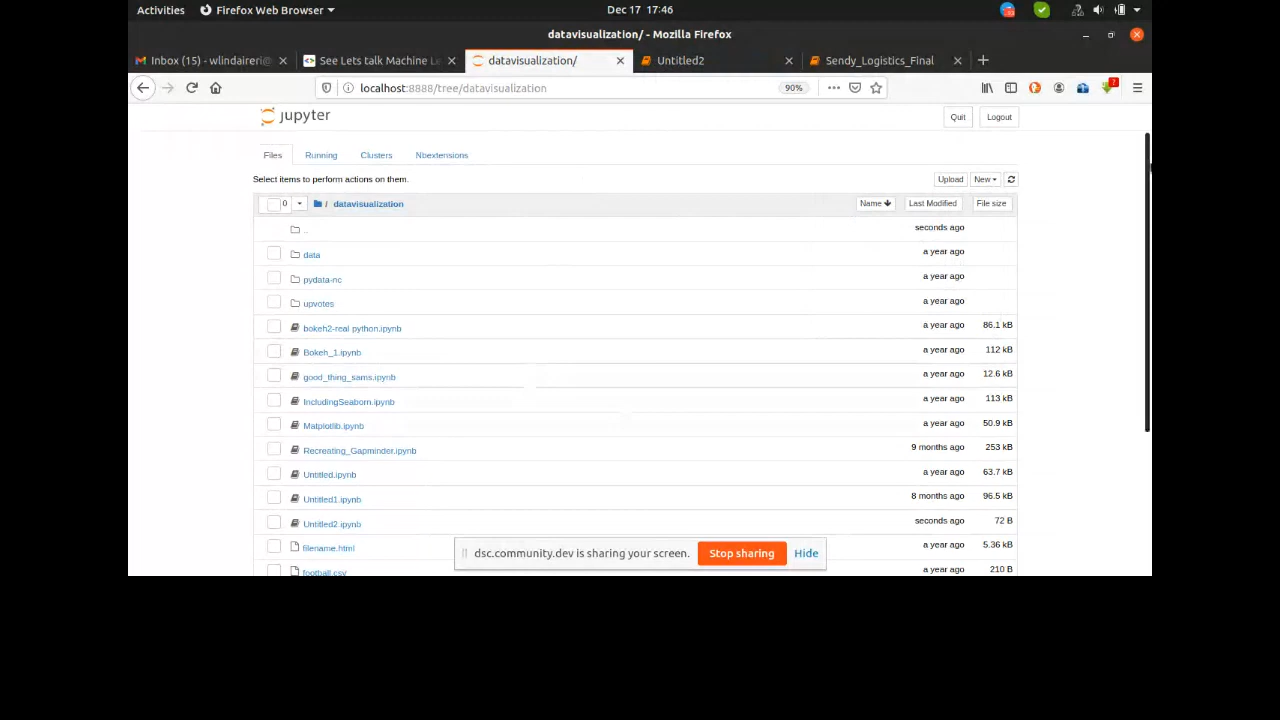 Activities Firefox Web Browser Dec 17 17:46
datavisualization/ - Mozilla Firefox
Inbox (15) - wlindaireri@ See Lets talk Machine Le datavisualization/ Untitled2 Sendy_Logistics_Final
localhost:8888/tree/datavisualization 90% 7
jupyter Quit Logout
Files Running Clusters Nbextensions
Select items to perform actions on them. Upload New
0 / datavisualization Name Last Modified File size
.. seconds ago
data a year ago
pydata-nc a year ago
upvotes a year ago
bokeh2-real python.ipynb a year ago 86.1 kB
Bokeh_1.ipynb a year ago 112 kB
good_thing_sams.ipynb a year ago 12.6 kB
IncludingSeaborn.ipynb a year ago 113 kB
Matplotlib.ipynb a year ago 50.9 kB
Recreating_Gapminder.ipynb 9 months ago 253 kB
Untitled.ipynb a year ago 63.7 kB
Untitled1.ipynb 8 months ago 96.5 kB
Untitled2.ipynb seconds ago 72 B
filename.html a year ago 5.36 kB
dsc.community.dev is sharing your screen. Stop sharing Hide
football.csv a year ago 210 B